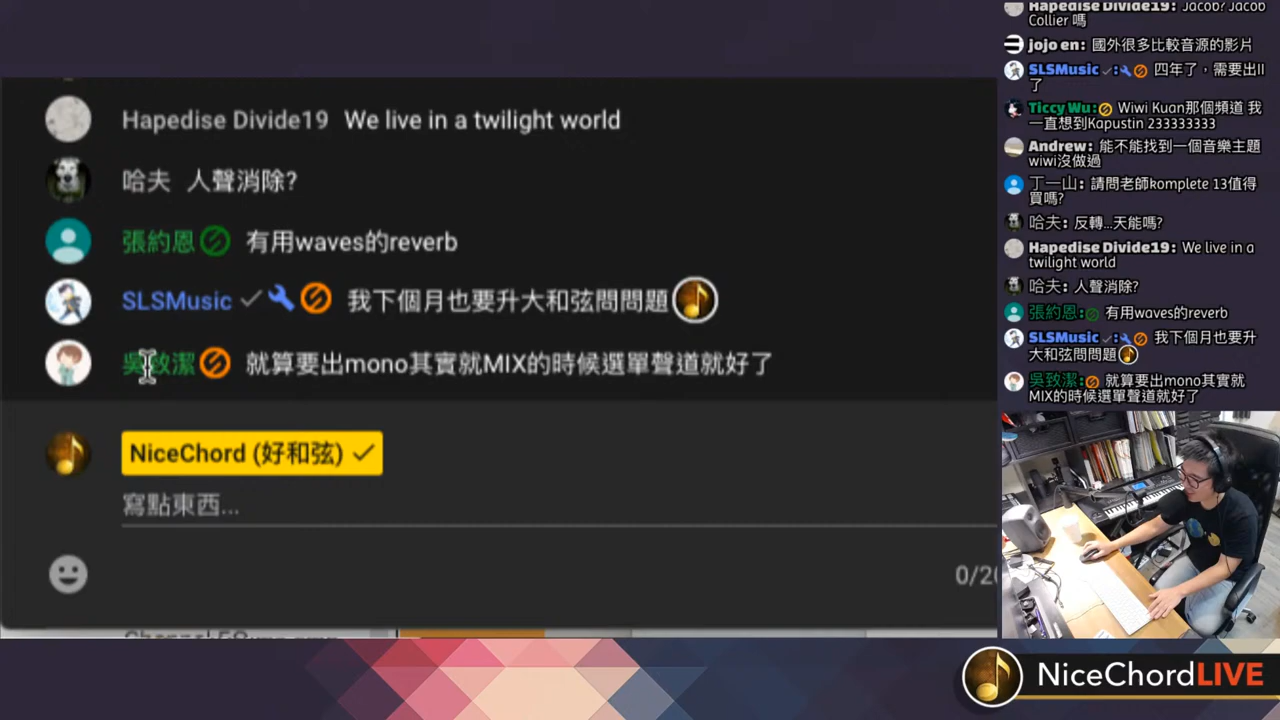 Hapedise Divide19 We live in a twilight world
哈夫 人聲消除?
張約恩 有用waves的reverb
SLSMusic 我下個月也要升大和弦問問題
吳致潔 就算要出mono其實就MIX的時候選單聲道就好了
NiceChord (好和弦)
寫點東西...
0/20
Hapedise Divide19: Jacob? Jacob
Collier 嗎
jojo en: 國外很多比較音源的影片
SLSMusic: 四年了，需要出II
了
Ticcy Wu: Wiwi Kuan那個頻道 我
一直想到Kapustin 233333333
Andrew: 能不能找到一個音樂主題
wiwi沒做過
丁一山: 請問老師komplete 13值得
買嗎?
哈夫: 反轉...天能嗎?
Hapedise Divide19: We live in a
twilight world
哈夫: 人聲消除?
張約恩: 有用waves的reverb
SLSMusic: 我下個月也要升
大和弦問問題
吳致潔: 就算要出mono其實就
MIX的時候選單聲道就好了
NiceChordLIVE